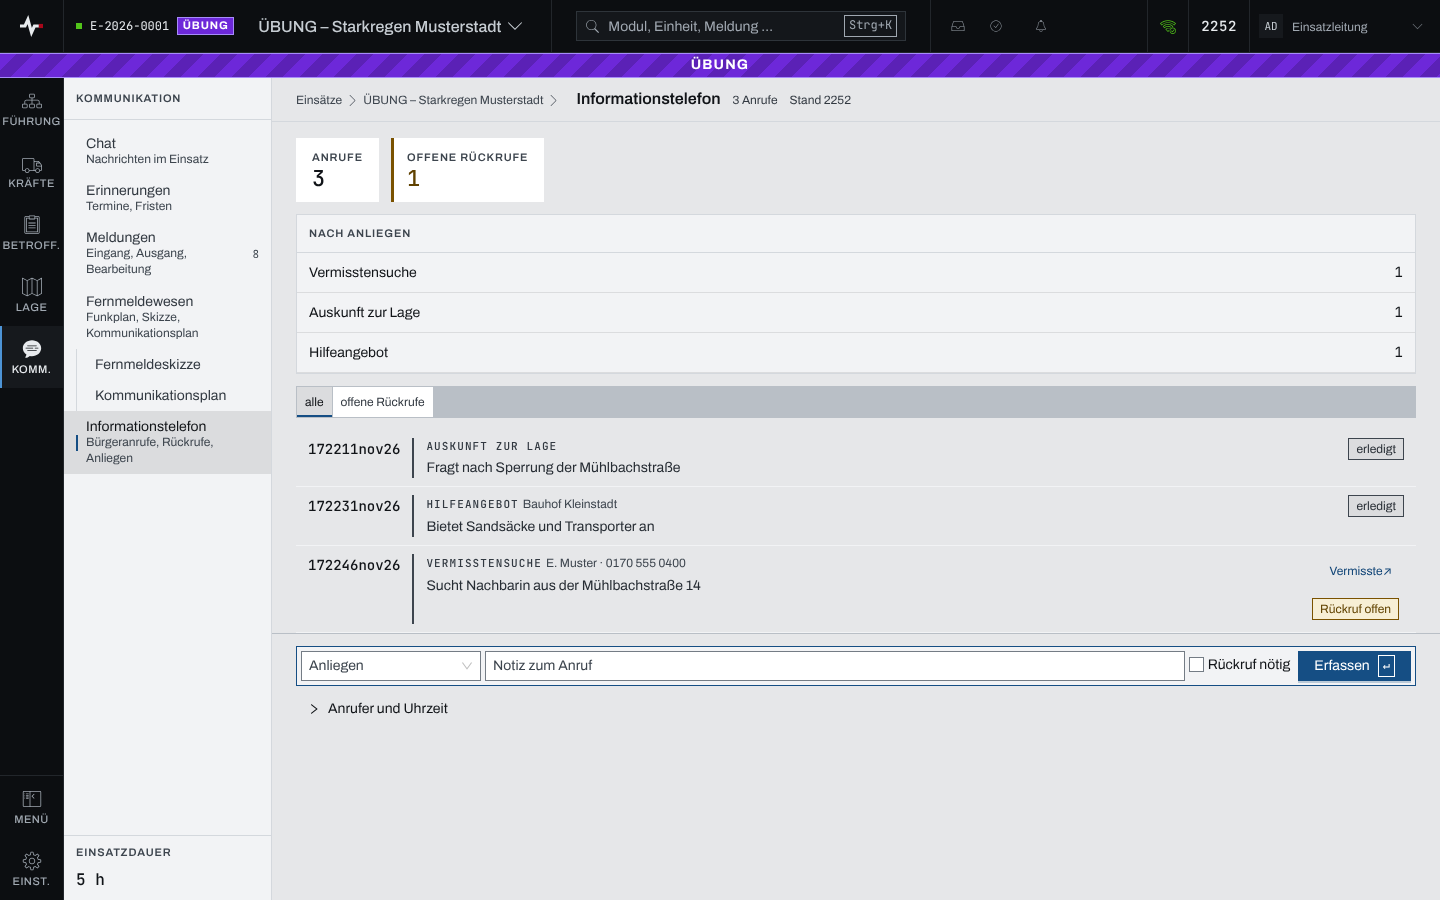 E-2026-0001 ÜBUNG ÜBUNG – Starkregen Musterstadt Modul, Einheit, Meldung ... Strg+K 2252 AD Einsatzleitung
ÜBUNG
FÜHRUNG
KRÄFTE
BETROFF.
LAGE
KOMM.
MENÜ
EINST.
KOMMUNIKATION
Chat
Nachrichten im Einsatz
Erinnerungen
Termine, Fristen
Meldungen
Eingang, Ausgang,
Bearbeitung
8
Fernmeldewesen
Funkplan, Skizze,
Kommunikationsplan
Fernmeldeskizze
Kommunikationsplan
Informationstelefon
Bürgeranrufe, Rückrufe,
Anliegen
EINSATZDAUER
5 h
Einsätze ÜBUNG – Starkregen Musterstadt Informationstelefon 3 Anrufe Stand 2252
ANRUFE
3
OFFENE RÜCKRUFE
1
NACH ANLIEGEN
Vermisstensuche 1
Auskunft zur Lage 1
Hilfeangebot 1
alle offene Rückrufe
172211nov26 AUSKUNFT ZUR LAGE erledigt
Fragt nach Sperrung der Mühlbachstraße
172231nov26 HILFEANGEBOT Bauhof Kleinstadt erledigt
Bietet Sandsäcke und Transporter an
172246nov26 VERMISSTENSUCHE E. Muster · 0170 555 0400
Sucht Nachbarin aus der Mühlbachstraße 14
Vermisste↗
Rückruf offen
Anliegen Notiz zum Anruf Rückruf nötig Erfassen ↵
Anrufer und Uhrzeit